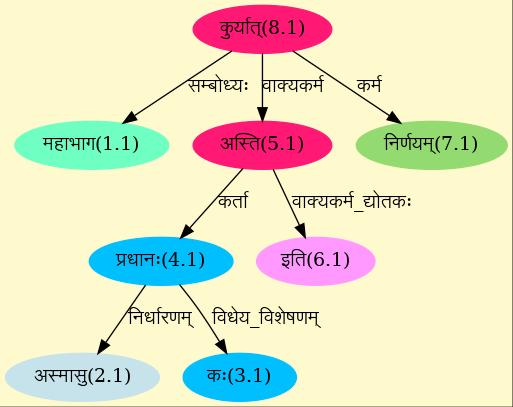 कुर्यात्(8.1)
सम्बोध्यः वाक्यकर्म कर्म
महाभाग(1.1) अस्ति(5.1) निर्णयम्(7.1)
कर्ता वाक्यकर्म_द्योतकः
प्रधानः(4.1) इति(6.1)
निर्धारणम् विधेय_विशेषणम्
अस्मासु(2.1) कः(3.1)